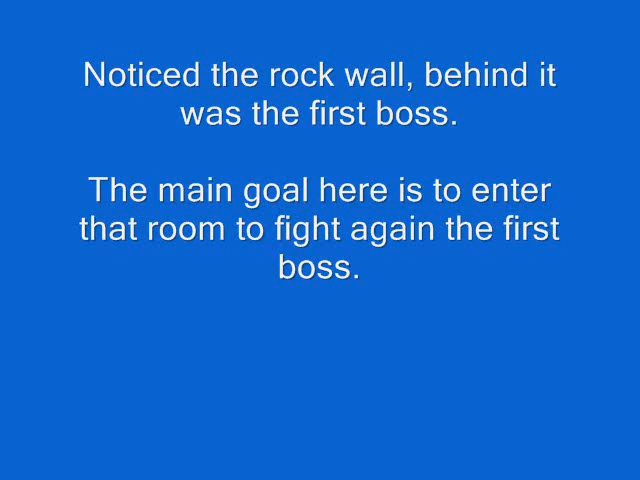 Noticed the rock wall, behind it
was the first boss.
The main goal here is to enter
that room to fight again the first
boss.